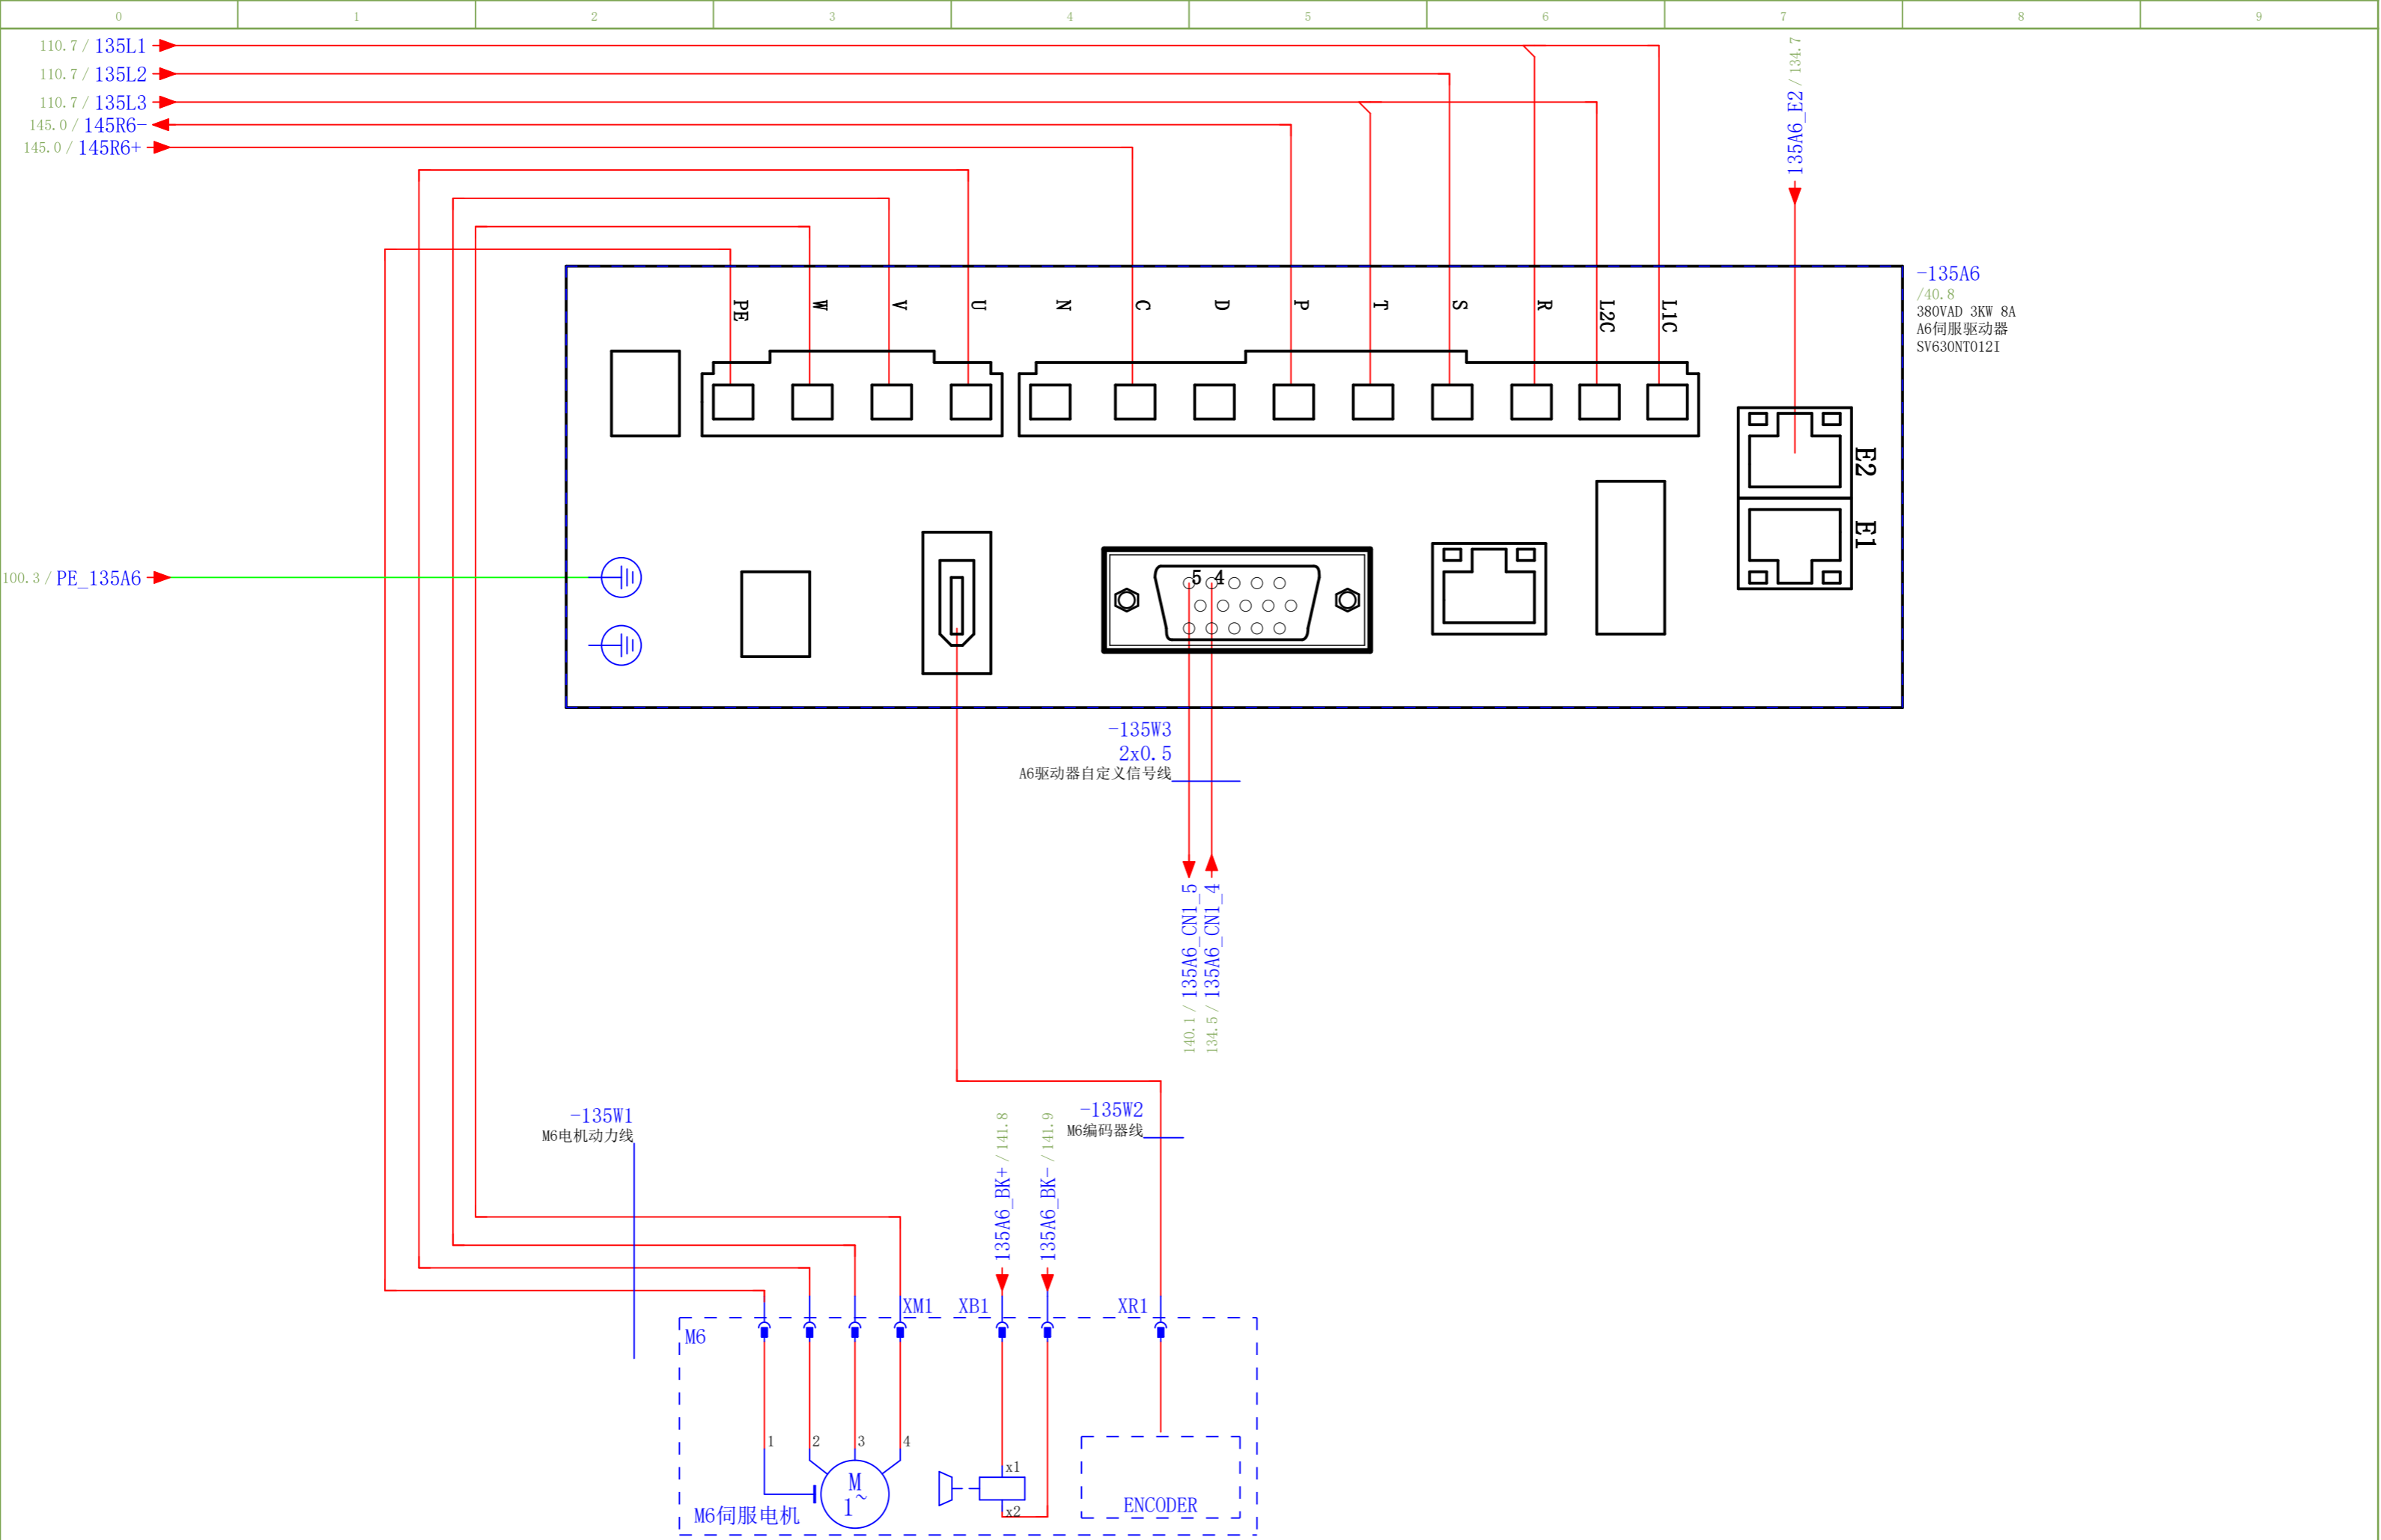 0 1 2 3 4 5 6 7 8 9
110.7 / 135L1
110.7 / 135L2
110.7 / 135L3
145.0 / 145R6-
145.0 / 145R6+
135A6_E2 / 134.7
-135A6
/40.8
380VAD 3KW 8A
A6伺服驱动器
SV630NT012I
PE W V U N C D P T S R L2C L1C
E2
E1
100.3 / PE_135A6
5 4
-135W3
2x0.5
A6驱动器自定义信号线
140.1 / 135A6_CN1_5
134.5 / 135A6_CN1_4
-135W1
M6电机动力线
135A6_BK+ / 141.8
135A6_BK- / 141.9
-135W2
M6编码器线
XM1 XB1 XR1
M6
1 2 3 4
M
1~
x1
x2
M6伺服电机
ENCODER